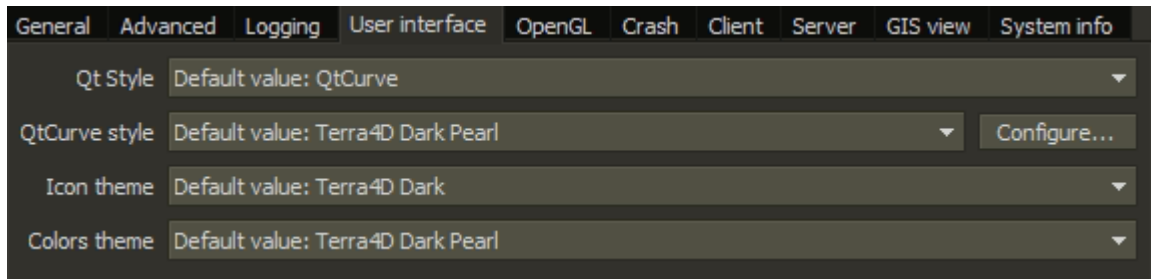 General Advanced Logging User interface OpenGL Crash Client Server GIS view System info
Qt Style Default value: QtCurve
QtCurve style Default value: Terra4D Dark Pearl Configure...
Icon theme Default value: Terra4D Dark
Colors theme Default value: Terra4D Dark Pearl